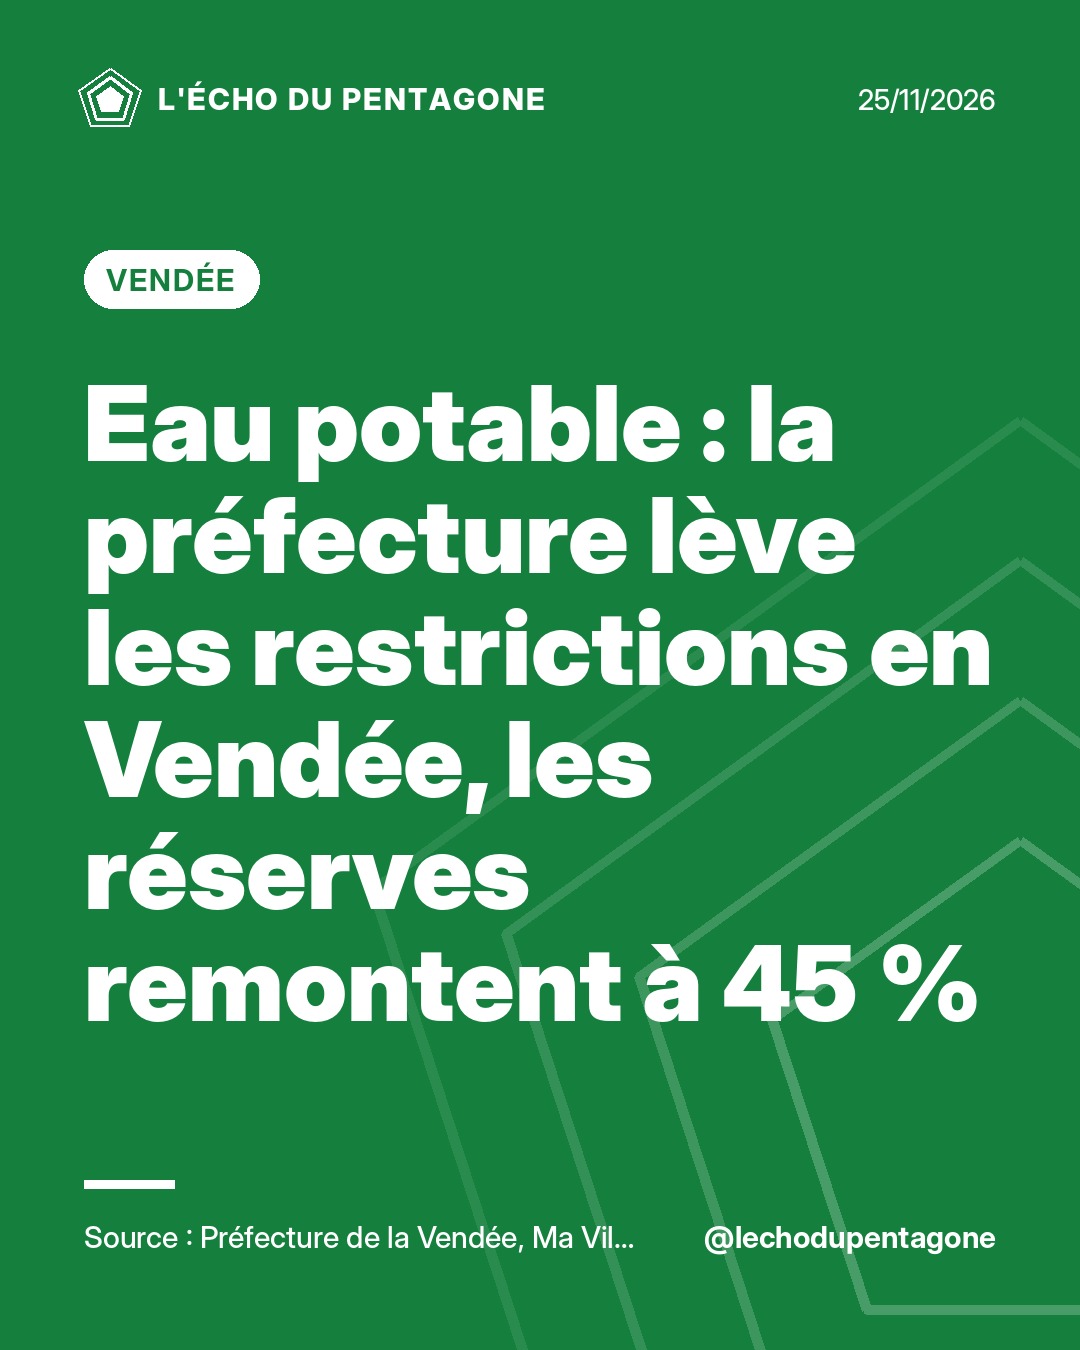 L'ÉCHO DU PENTAGONE
25/11/2026
VENDÉE
Eau potable : la
préfecture lève
les restrictions en
Vendée, les
réserves
remontent à 45 %
Source : Préfecture de la Vendée, Ma Vil...
@lechodupentagone